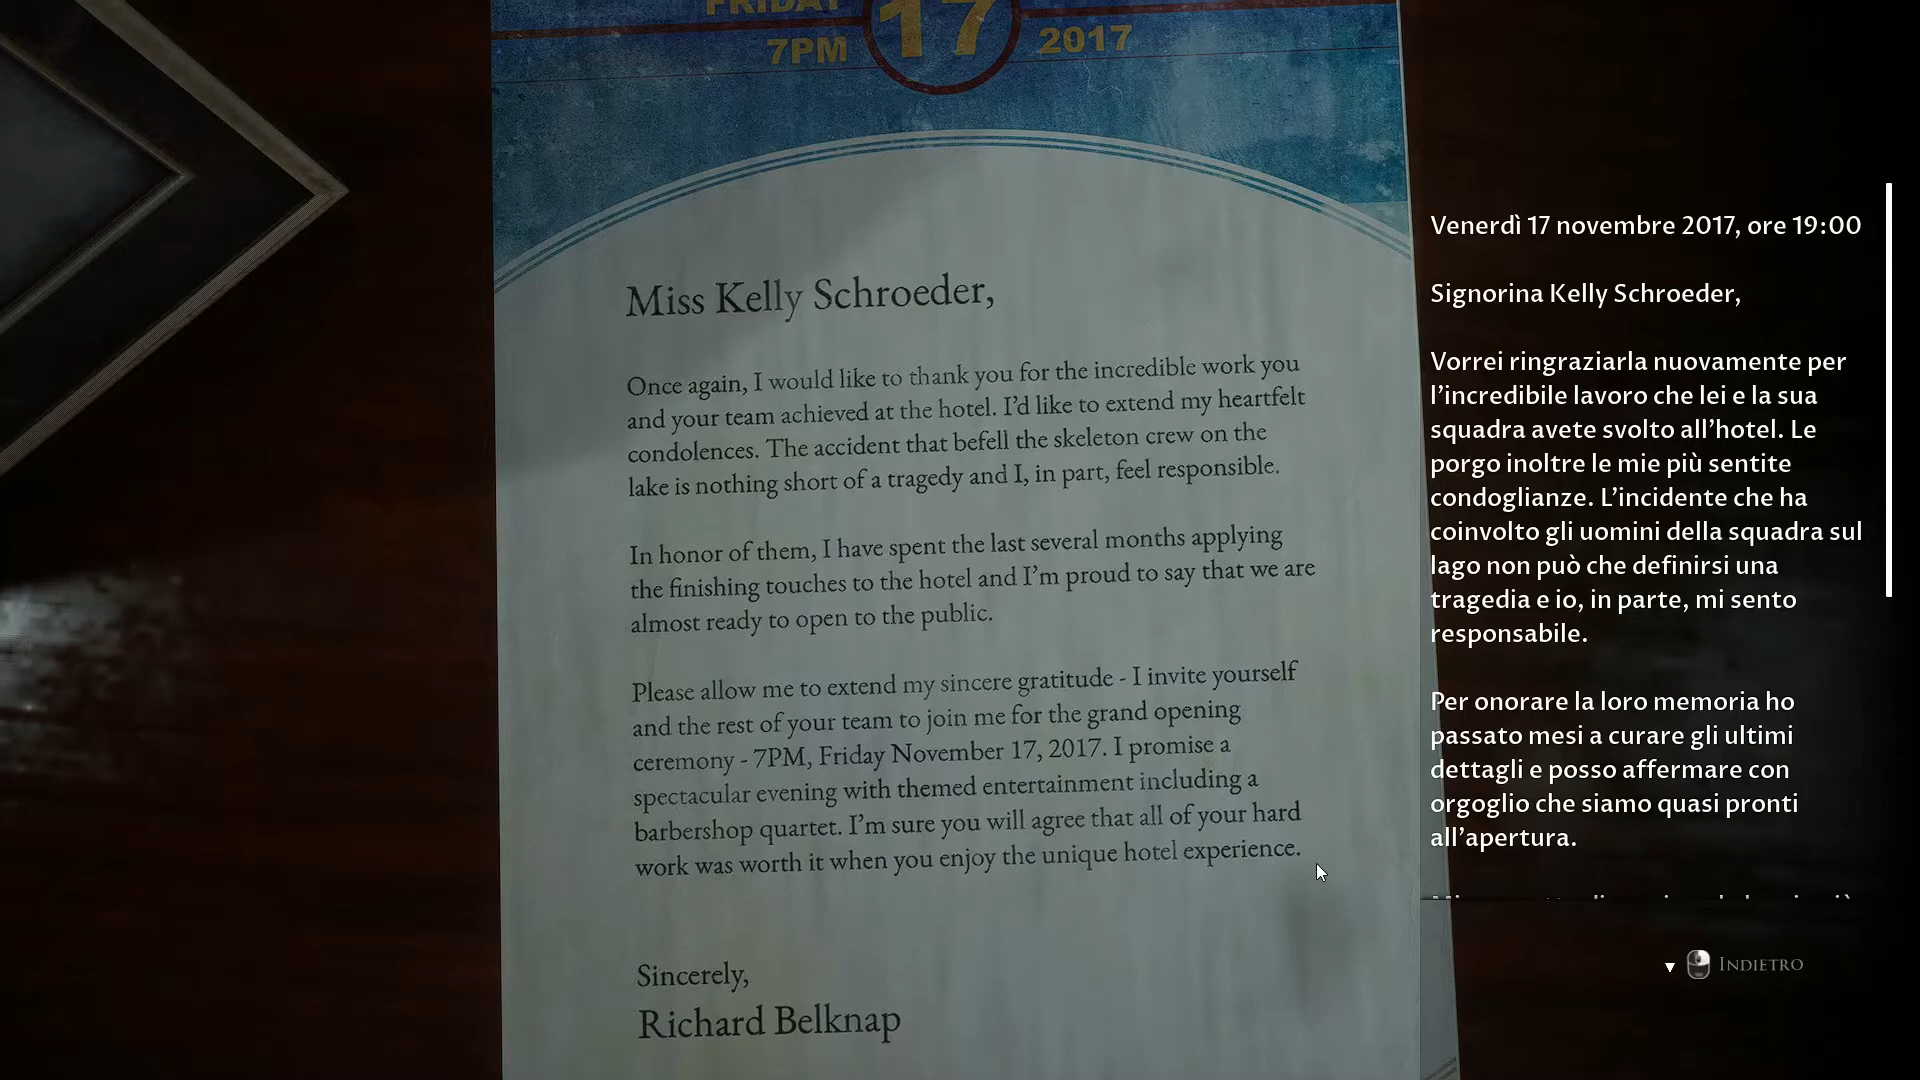 FRIDAY
7PM 17 2017
Miss Kelly Schroeder,
Once again, I would like to thank you for the incredible work you
and your team achieved at the hotel. I'd like to extend my heartfelt
condolences. The accident that befell the skeleton crew on the
lake is nothing short of a tragedy and I, in part, feel responsible.
In honor of them, I have spent the last several months applying
the finishing touches to the hotel and I'm proud to say that we are
almost ready to open to the public.
Please allow me to extend my sincere gratitude - I invite yourself
and the rest of your team to join me for the grand opening
ceremony - 7PM, Friday November 17, 2017. I promise a
spectacular evening with themed entertainment including a
barbershop quartet. I'm sure you will agree that all of your hard
work was worth it when you enjoy the unique hotel experience.
Sincerely,
Richard Belknap
Venerdì 17 novembre 2017, ore 19:00
Signorina Kelly Schroeder,
Vorrei ringraziarla nuovamente per
l'incredibile lavoro che lei e la sua
squadra avete svolto all'hotel. Le
porgo inoltre le mie più sentite
condoglianze. L'incidente che ha
coinvolto gli uomini della squadra sul
lago non può che definirsi una
tragedia e io, in parte, mi sento
responsabile.
Per onorare la loro memoria ho
passato mesi a curare gli ultimi
dettagli e posso affermare con
orgoglio che siamo quasi pronti
all'apertura.
INDIETRO